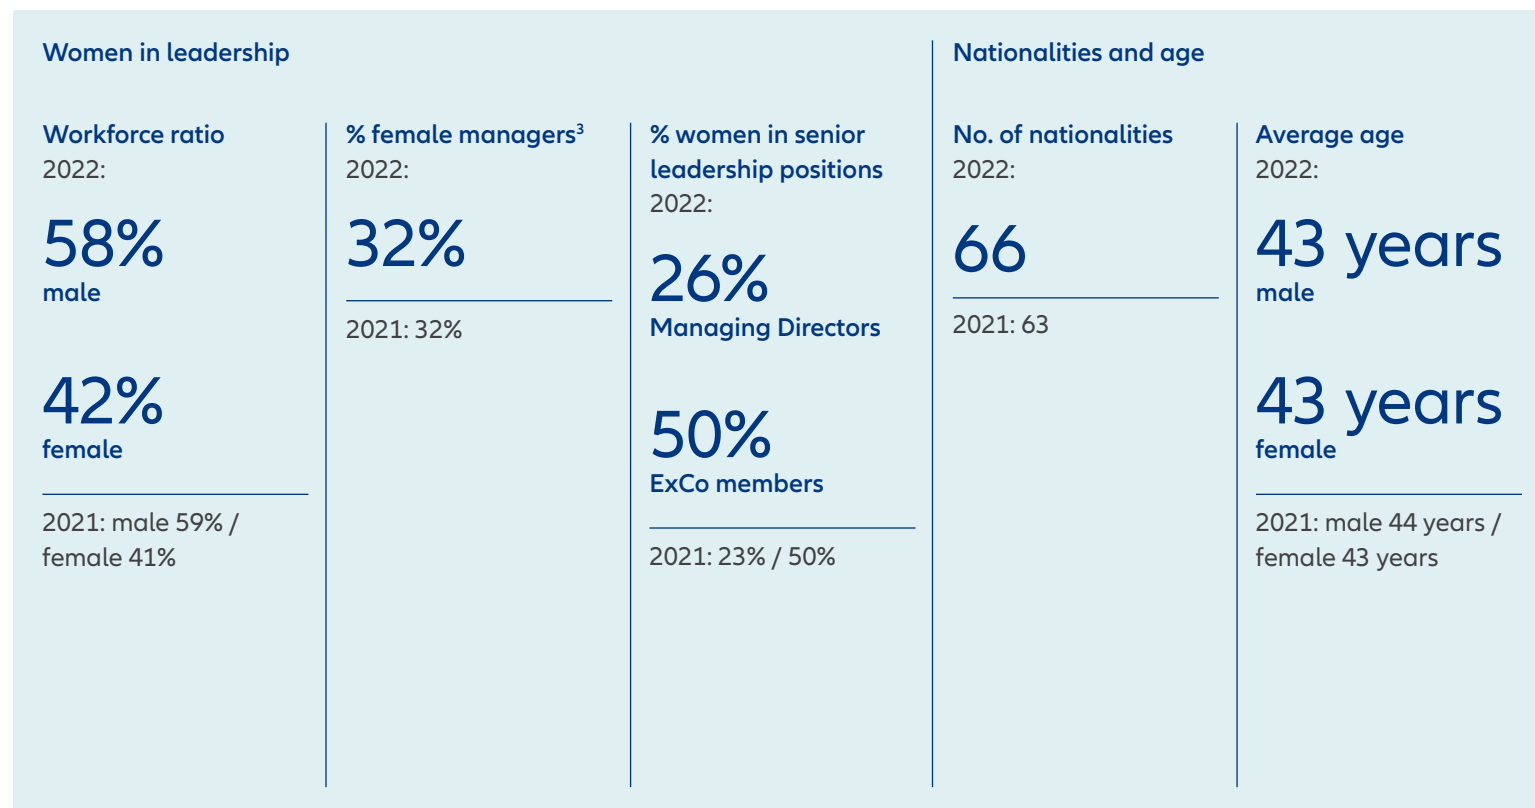 Women in leadership
Workforce ratio
2022:
58%
male
42%
female
2021: male 59% /
female 41%
% female managers³
2022:
32%
2021: 32%
% women in senior
leadership positions
2022:
26%
Managing Directors
50%
ExCo members
2021: 23% / 50%
Nationalities and age
No. of nationalities
2022:
66
2021: 63
Average age
2022:
43 years
male
43 years
female
2021: male 44 years /
female 43 years